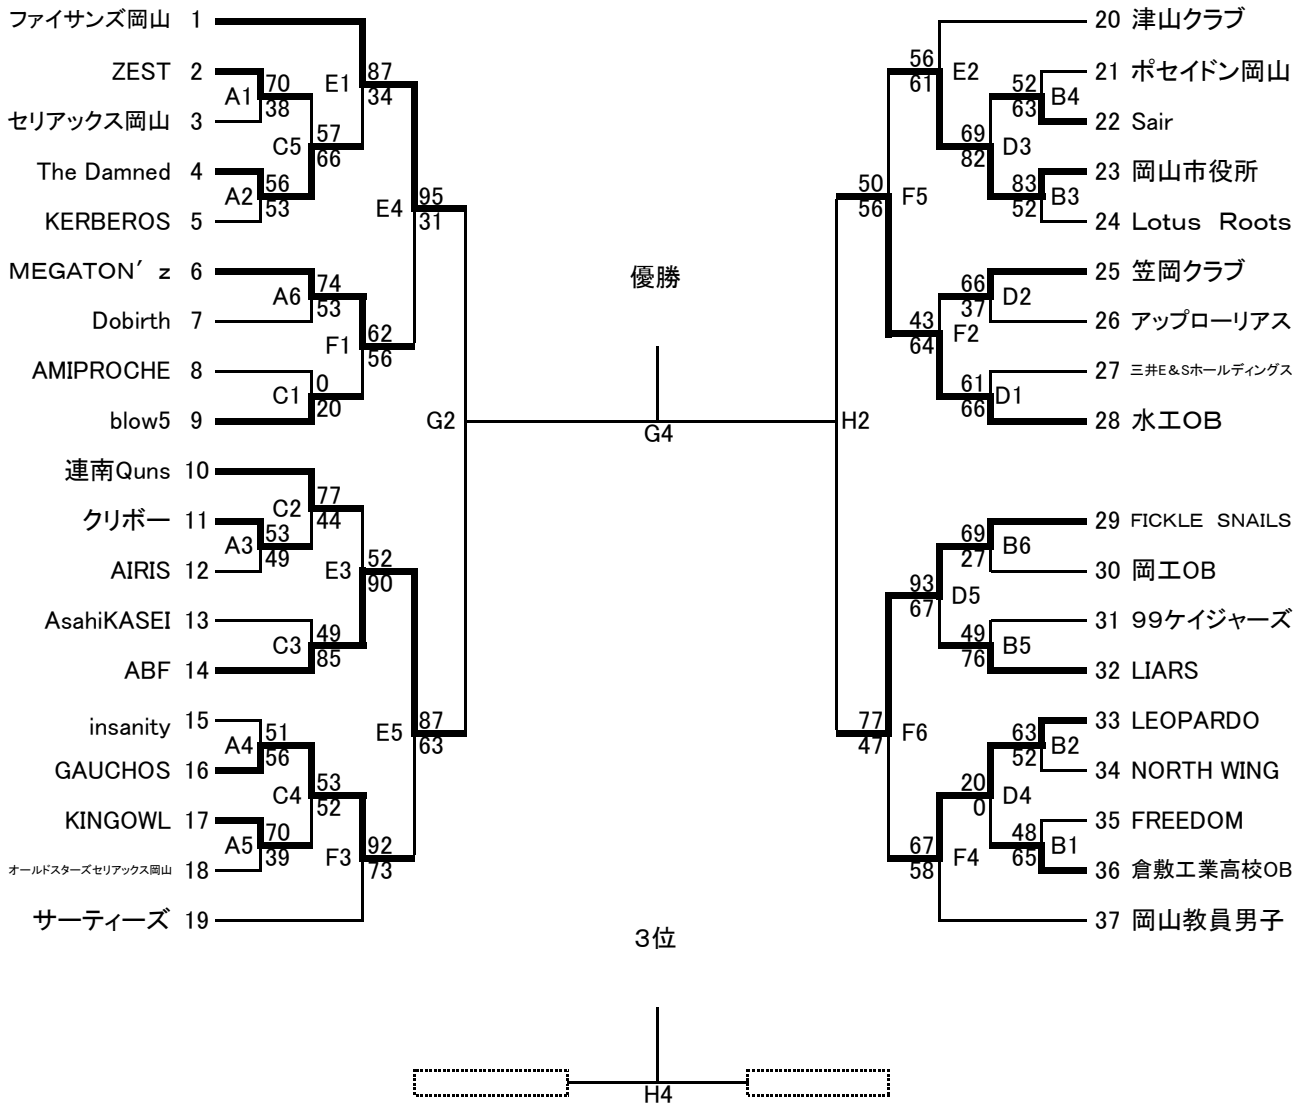 ファイサンズ岡山 1
ZEST 2
A1 70 38
セリアックス岡山 3
E1 87 34
C5 57 66
The Damned 4
A2 56 53
KERBEROS 5
E4 95 31
MEGATON’ z 6
A6 74 53
Dobirth 7
F1 62 56
AMIPROCHE 8
C1 0 20
blow5 9
G2
連南Quns 10
C2 77 44
クリボー 11
A3 53 49
AIRIS 12
E3 52 90
AsahiKASEI 13
C3 49 85
ABF 14
insanity 15
A4 51 56
GAUCHOS 16
E5 87 63
C4 53 52
KINGOWL 17
A5 70 39
オールドスターズセリアックス岡山 18
F3 92 73
サーティーズ 19
優勝
G4
3位
H4
20 津山クラブ
56 61 E2
21 ポセイドン岡山
52 63 B4
22 Sair
69 82 D3
23 岡山市役所
83 52 B3
24 Lotus Roots
50 56 F5
25 笠岡クラブ
66 37 D2
26 アップローリアス
43 64 F2
27 三井E&Sホールディングス
61 66 D1
28 水工OB
H2
29 FICKLE SNAILS
69 27 B6
30 岡工OB
93 67 D5
31 99ケイジャーズ
49 76 B5
32 LIARS
77 47 F6
33 LEOPARDO
63 52 B2
34 NORTH WING
20 0 D4
35 FREEDOM
48 65 B1
36 倉敷工業高校OB
67 58 F4
37 岡山教員男子